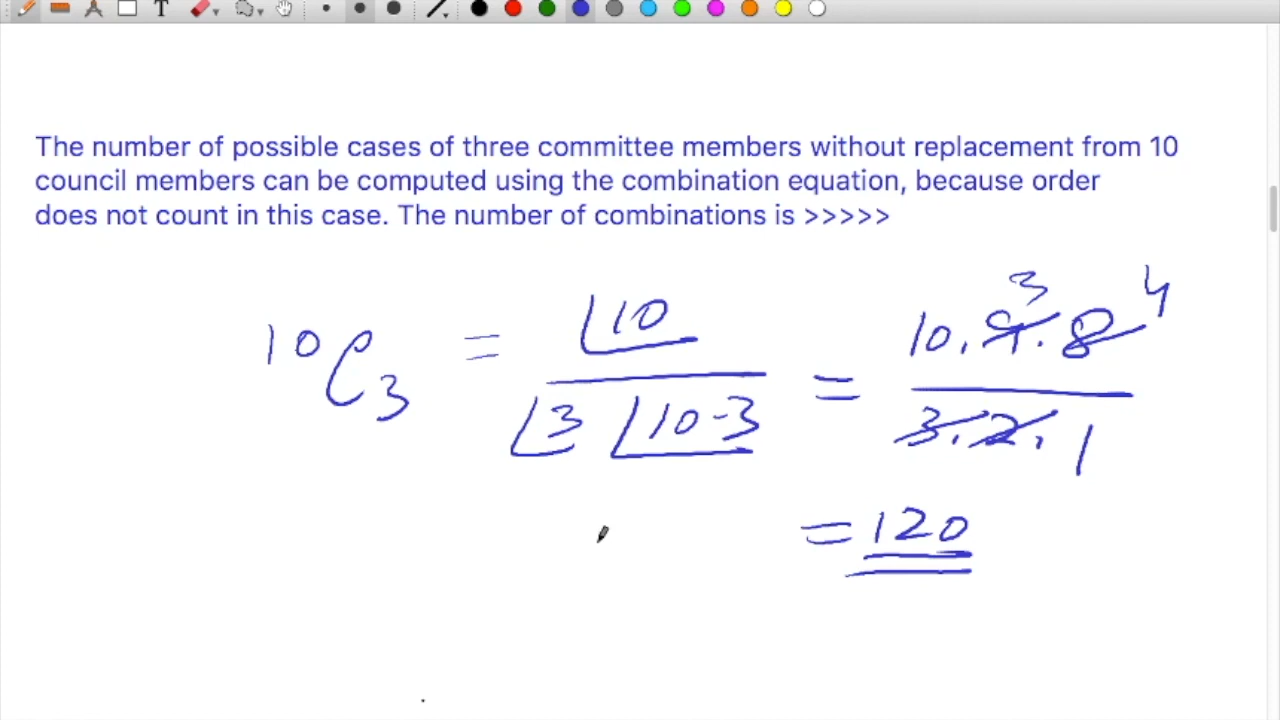 The number of possible cases of three committee members without replacement from 10
council members can be computed using the combination equation, because order
does not count in this case. The number of combinations is >>>>>
10C3 = ⌊10 / ⌊3 ⌊10-3 = 10.9.8 / 3.2.1
3 4
= 120